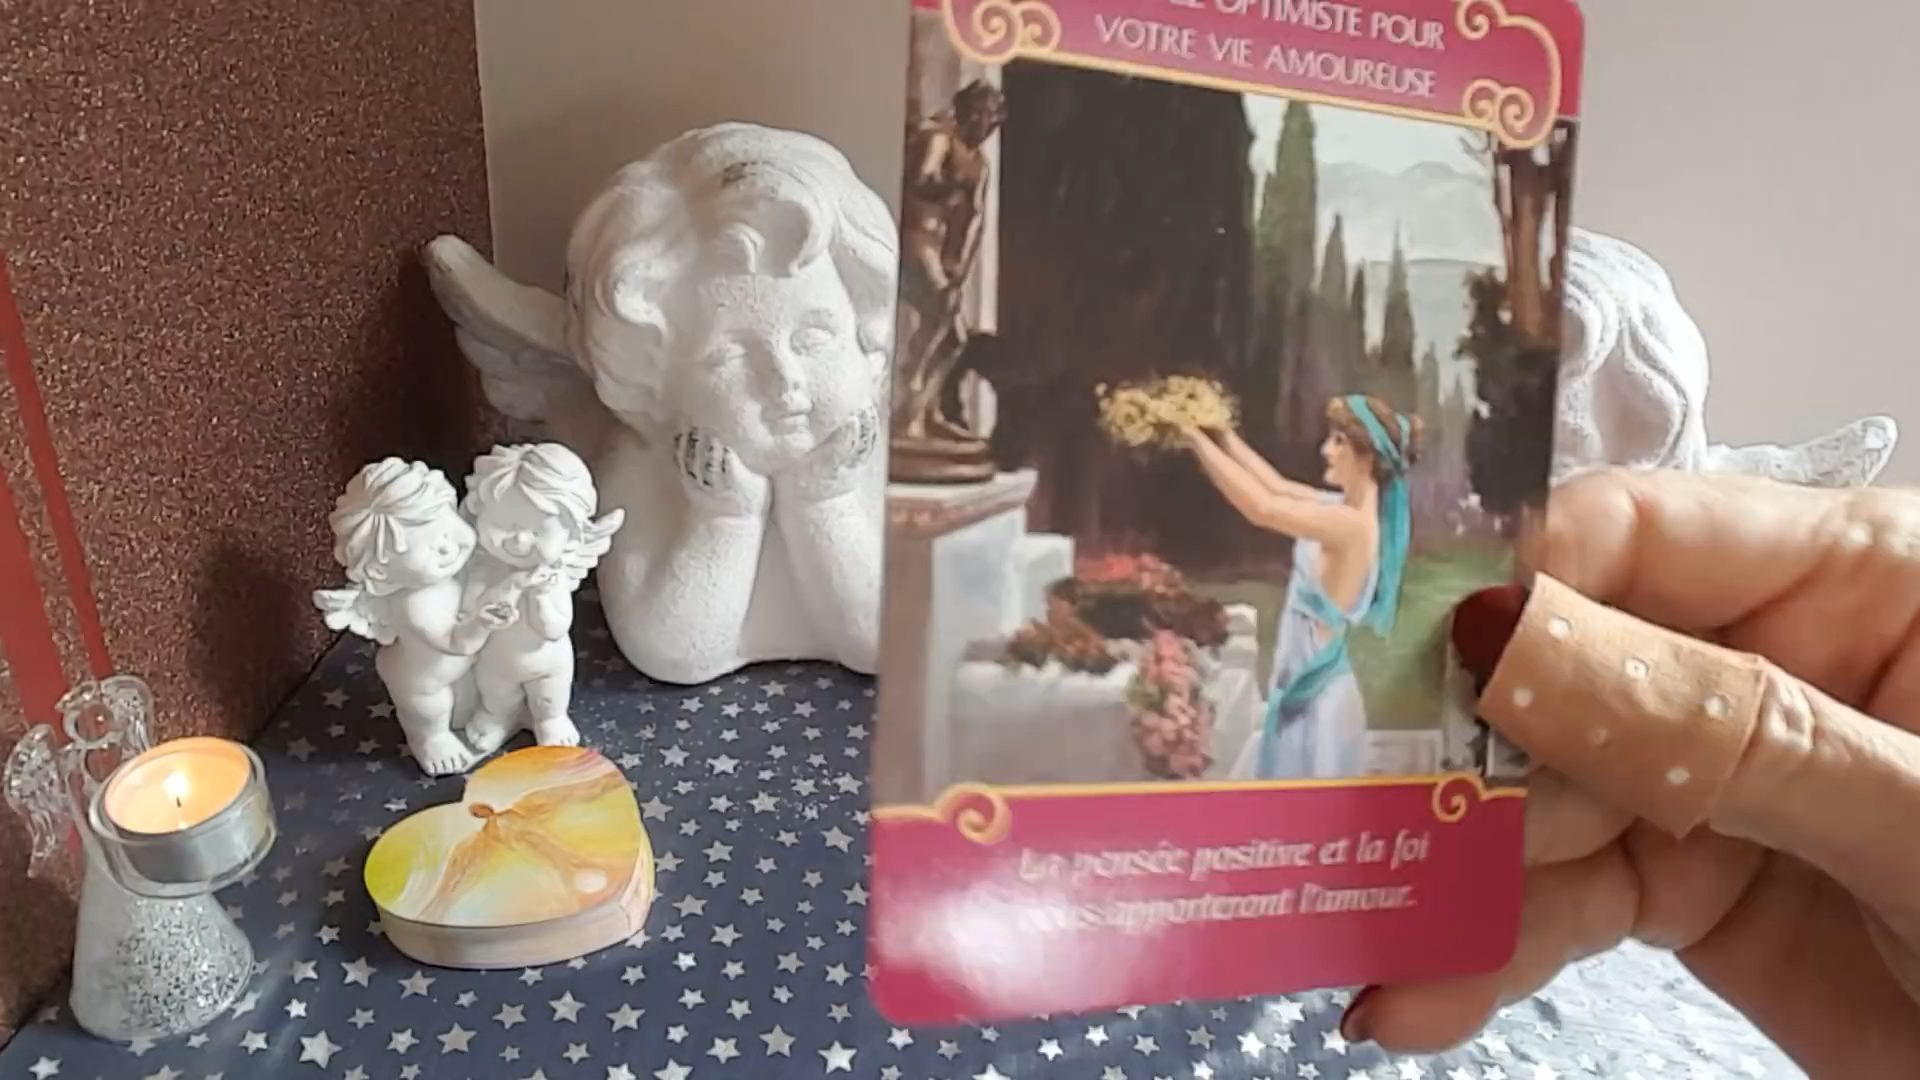 OPTIMISTE POUR
VOTRE VIE AMOUREUSE
La pensée positive et la foi
apporteront l'amour.